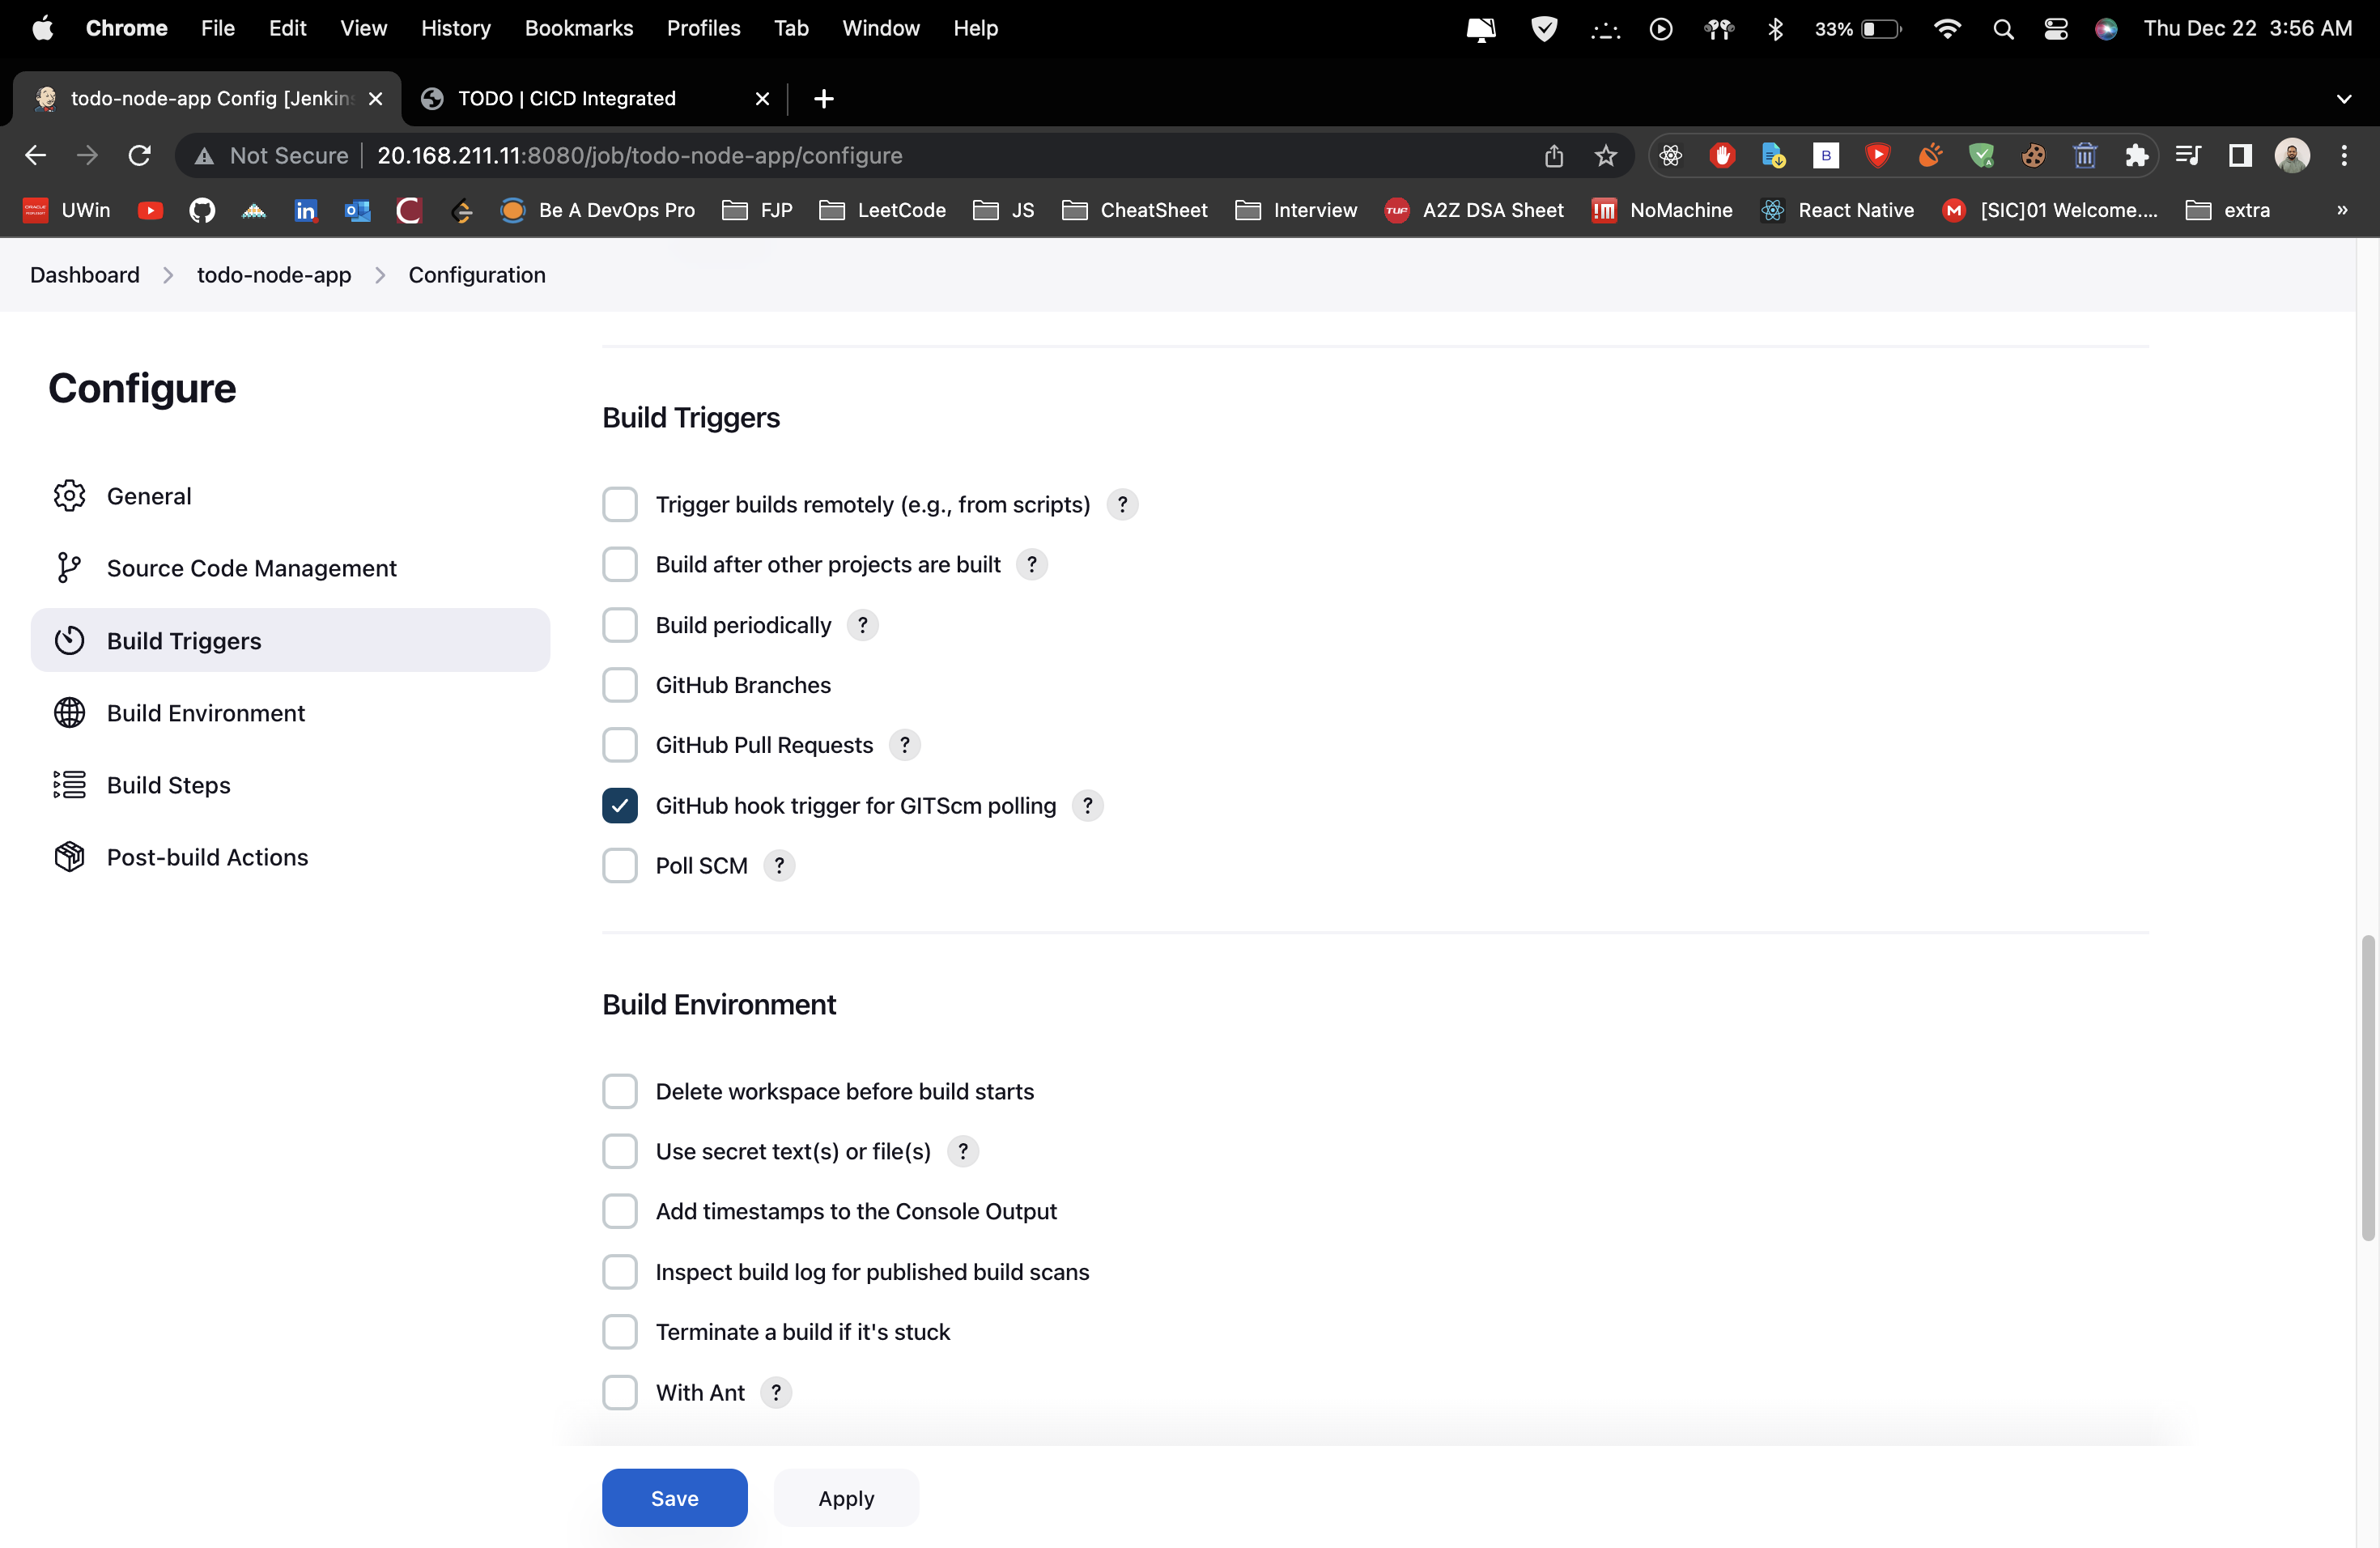 Chrome File Edit View History Bookmarks Profiles Tab Window Help 33% Thu Dec 22 3:56 AM
todo-node-app Config [Jenkins TODO | CICD Integrated
Not Secure 20.168.211.11:8080/job/todo-node-app/configure
UWin Be A DevOps Pro FJP LeetCode JS CheatSheet Interview TUF A2Z DSA Sheet NoMachine React Native [SIC]01 Welcome.... extra »
Dashboard todo-node-app Configuration
Configure
General
Source Code Management
Build Triggers
Build Environment
Build Steps
Post-build Actions
Build Triggers
Trigger builds remotely (e.g., from scripts) ?
Build after other projects are built ?
Build periodically ?
GitHub Branches
GitHub Pull Requests ?
GitHub hook trigger for GITScm polling ?
Poll SCM ?
Build Environment
Delete workspace before build starts
Use secret text(s) or file(s) ?
Add timestamps to the Console Output
Inspect build log for published build scans
Terminate a build if it's stuck
With Ant ?
Save Apply